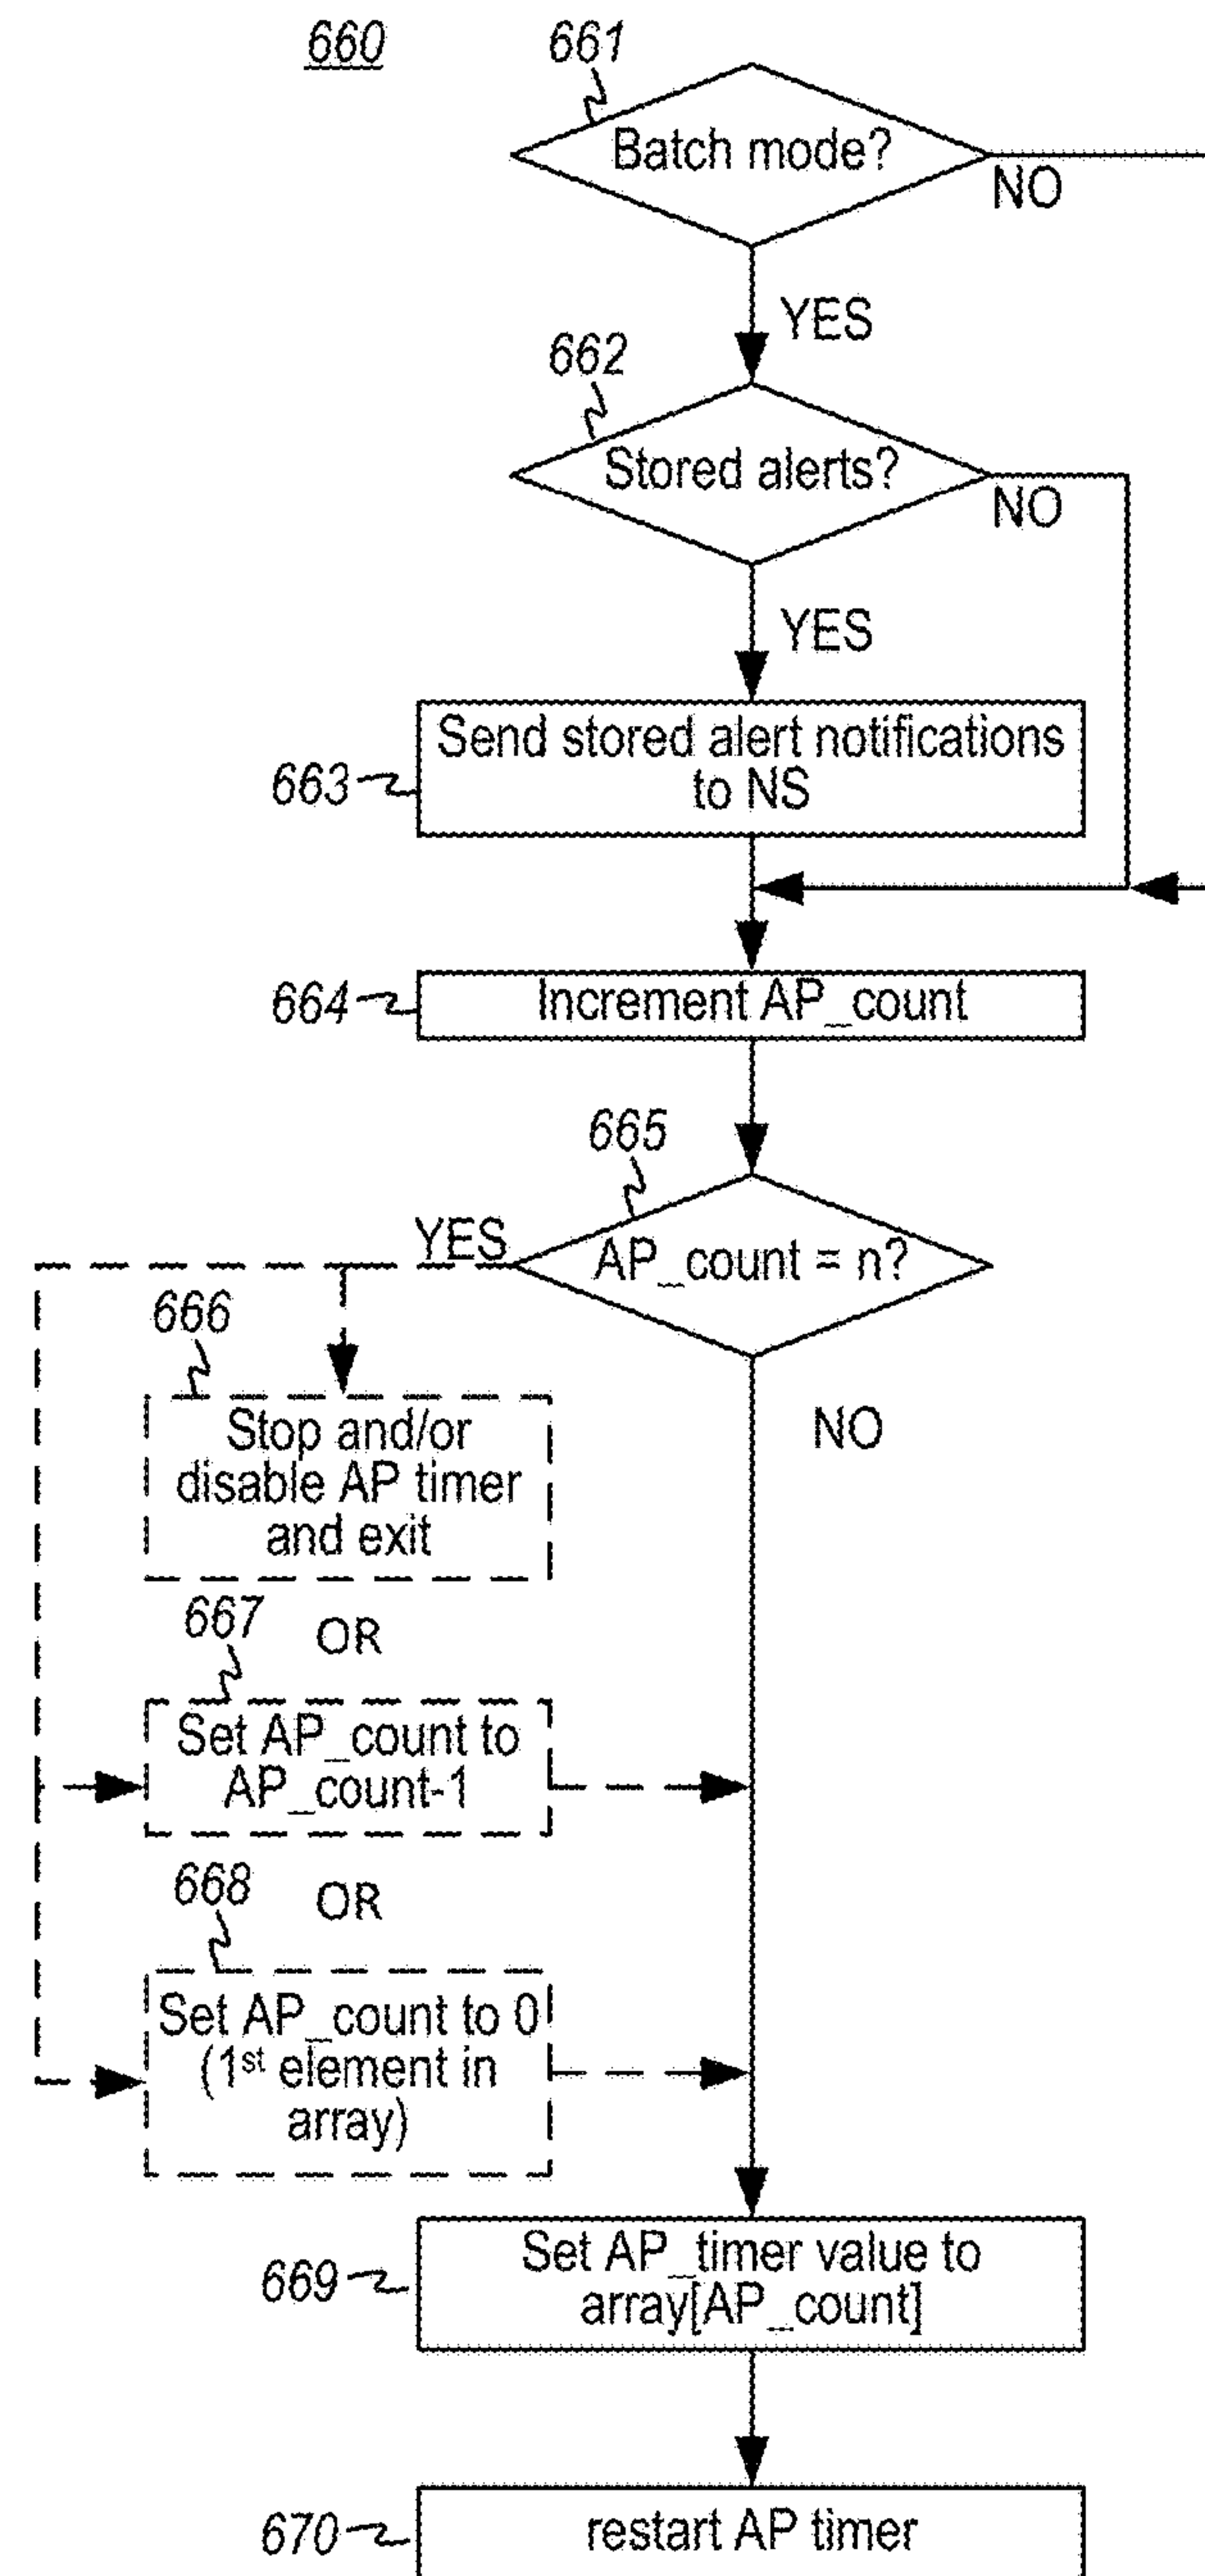 660
661
Batch mode?
NO
YES
662
Stored alerts?
NO
YES
663
Send stored alert notifications
to NS
664
Increment AP_count
665
AP_count = n?
YES
NO
666
Stop and/or
disable AP timer
and exit
OR
667
Set AP_count to
AP_count-1
OR
668
Set AP_count to 0
(1st element in
array)
669
Set AP_timer value to
array[AP_count]
670
restart AP timer